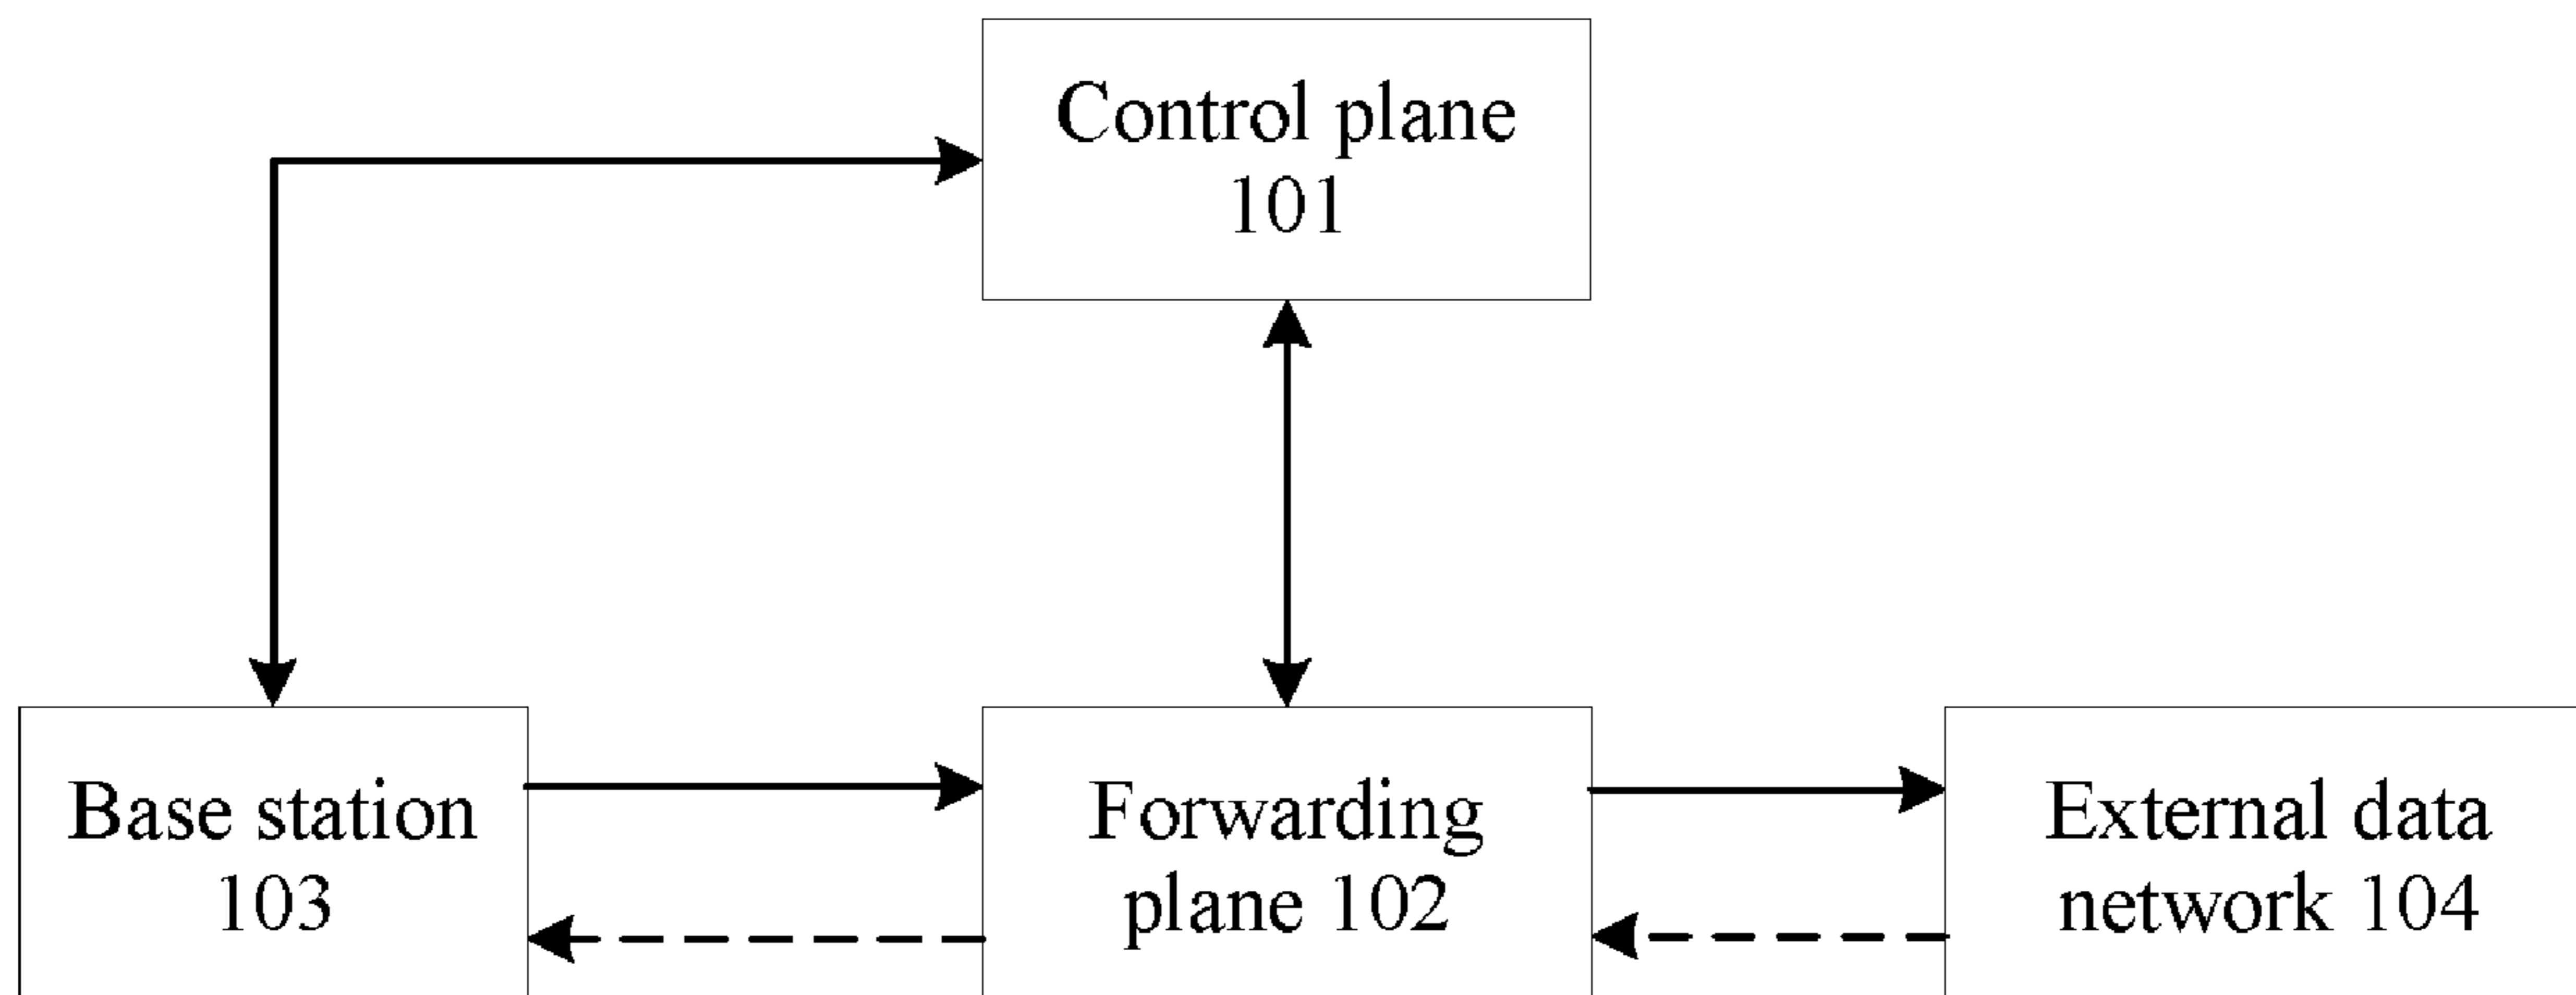 Control plane
101
Base station
103
Forwarding
plane 102
External data
network 104